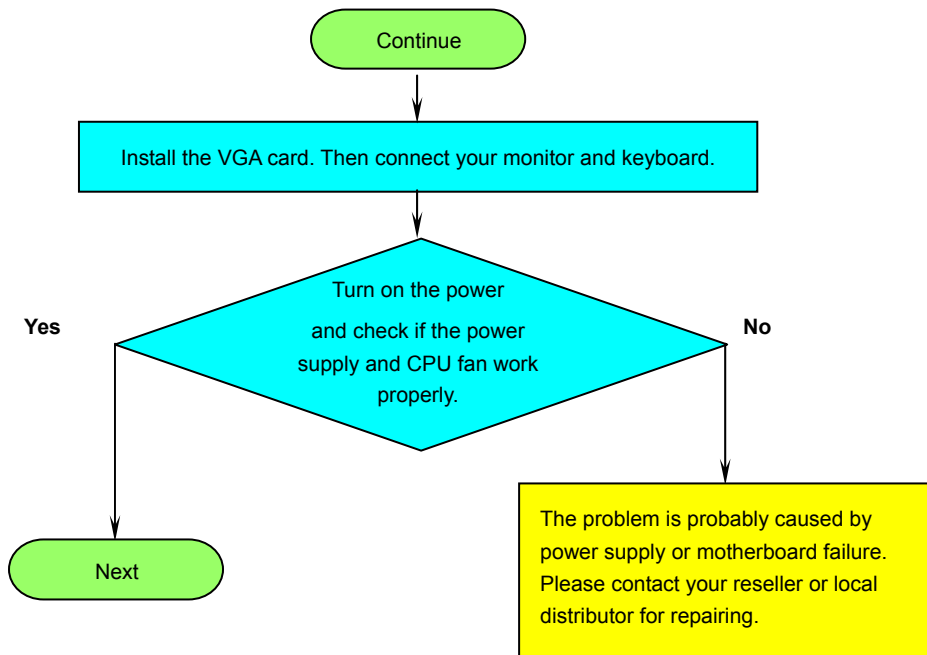 Continue
Install the VGA card. Then connect your monitor and keyboard.
Turn on the power
and check if the power
supply and CPU fan work
properly.
Yes
No
The problem is probably caused by
power supply or motherboard failure.
Please contact your reseller or local
distributor for repairing.
Next